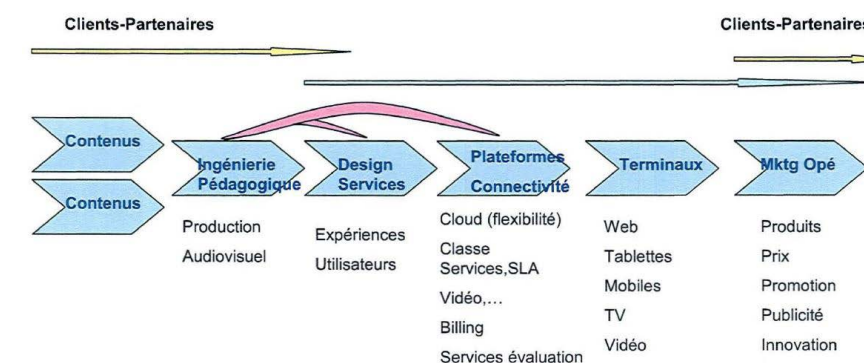 Clients-Partenaires
Clients-Partenaires
Contenus
Contenus
Ingénierie
Pédagogique
Production
Audiovisuel
Design
Services
Expériences
Utilisateurs
Plateformes
Connectivité
Cloud (flexibilité)
Classe
Services,SLA
Vidéo,...
Billing
Services évaluation
Terminaux
Web
Tablettes
Mobiles
TV
Vidéo
Mktg Opé
Produits
Prix
Promotion
Publicité
Innovation